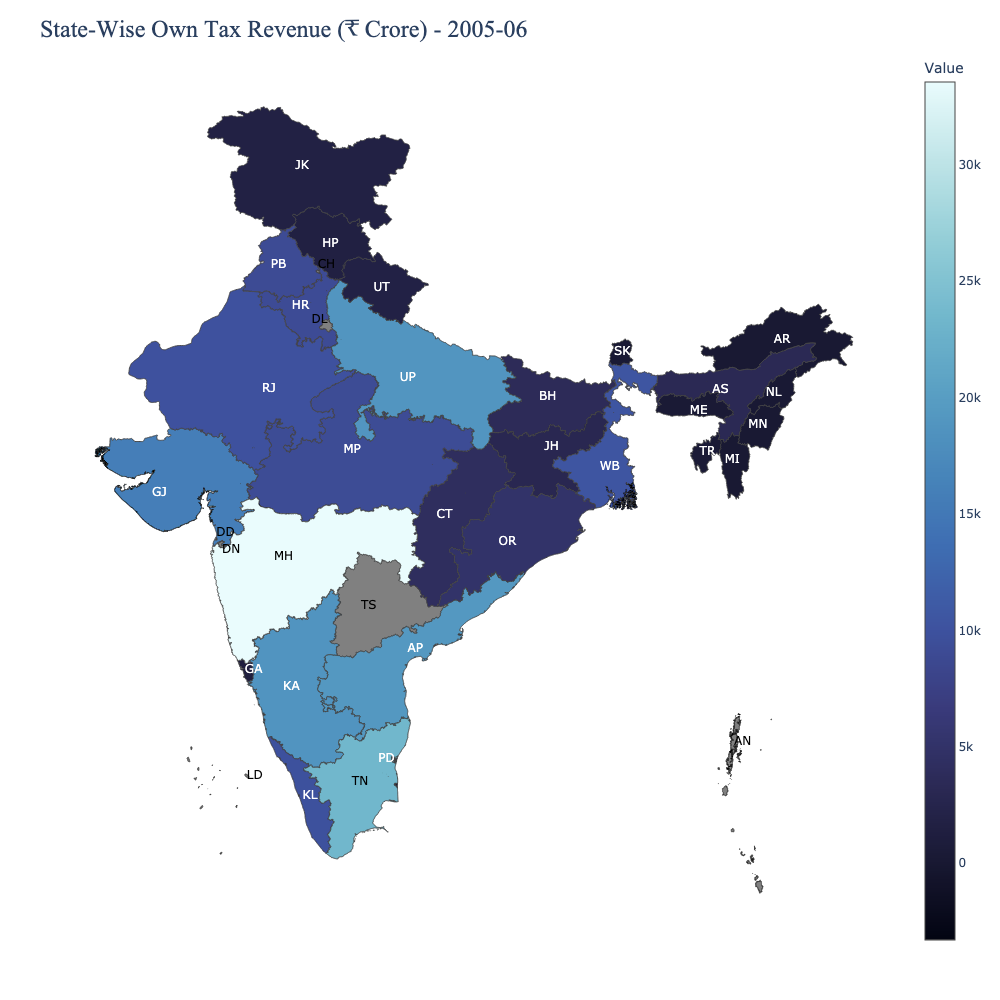 State-Wise Own Tax Revenue (₹ Crore) - 2005-06
Value
30k
25k
20k
15k
10k
5k
0
JK
HP
PB
CH
UT
HR
DL
RJ
UP
SK
AR
BH
AS
NL
ME
MN
TR
MI
JH
MP
WB
GJ
CT
OR
DD
DN
MH
TS
AP
GA
KA
PD
LD
TN
KL
AN